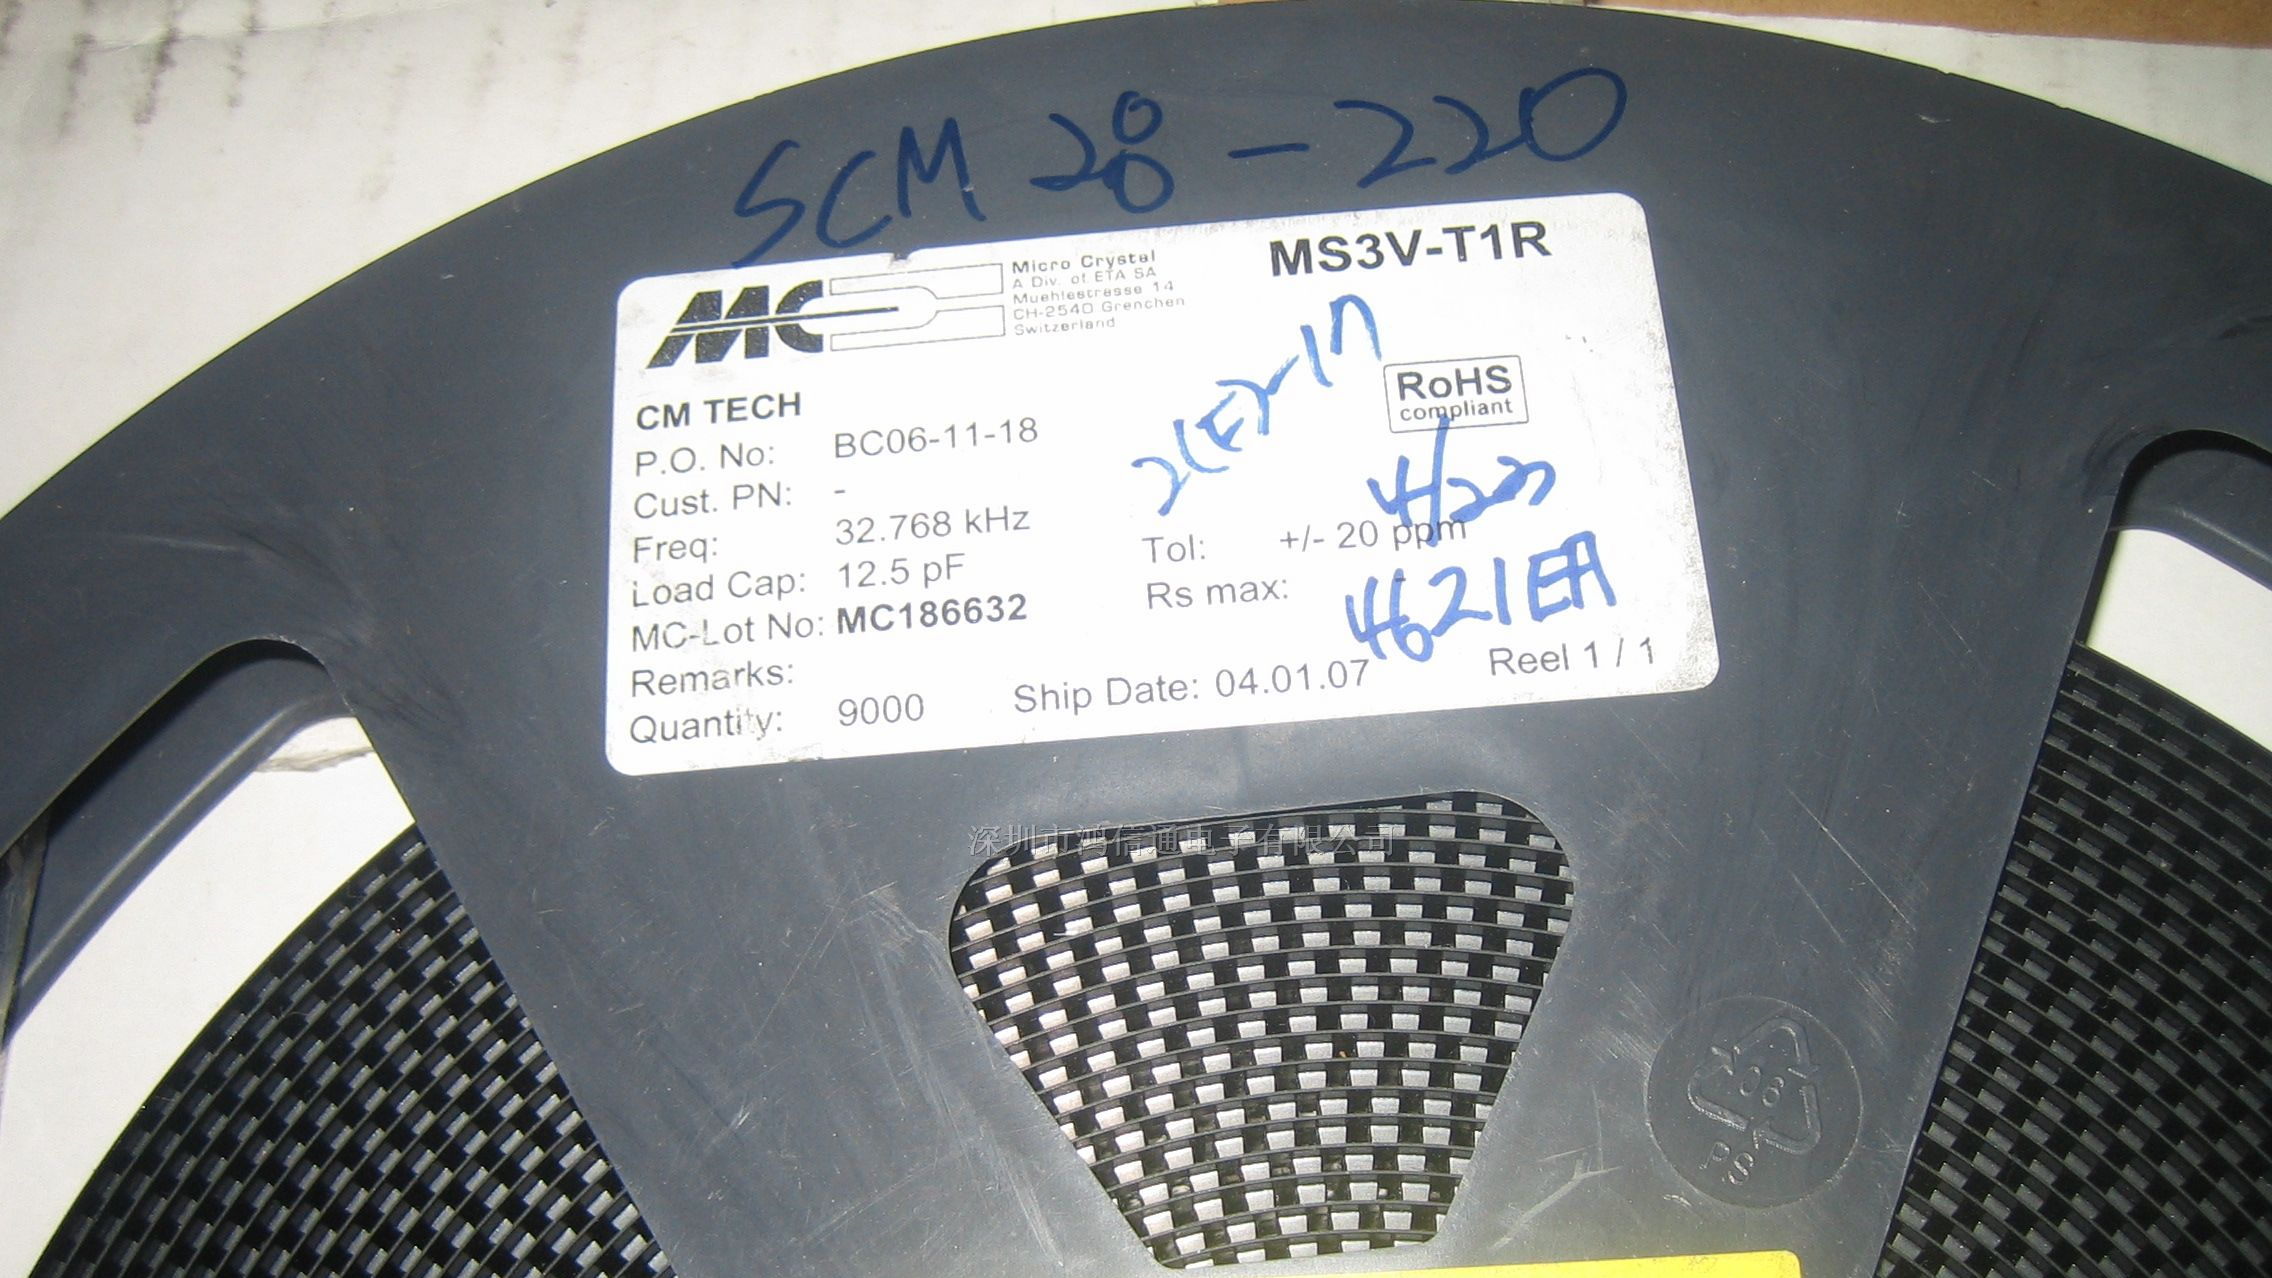 SCM 28-220
MC
Micro Crystal
A Div. of ETA SA
Muehlestrasse 14
CH-2540 Grenchen
Switzerland
MS3V-T1R
RoHS
compliant
CM TECH
P.O. No: BC06-11-18
Cust. PN: -
Freq: 32.768 kHz Tol: +/- 20 ppm
Load Cap: 12.5 pF Rs max:
4621EA
MC-Lot No: MC186632
Remarks:
Quantity: 9000 Ship Date: 04.01.07 Reel 1 / 1
深圳市鸿信通电子有限公司
06
PS